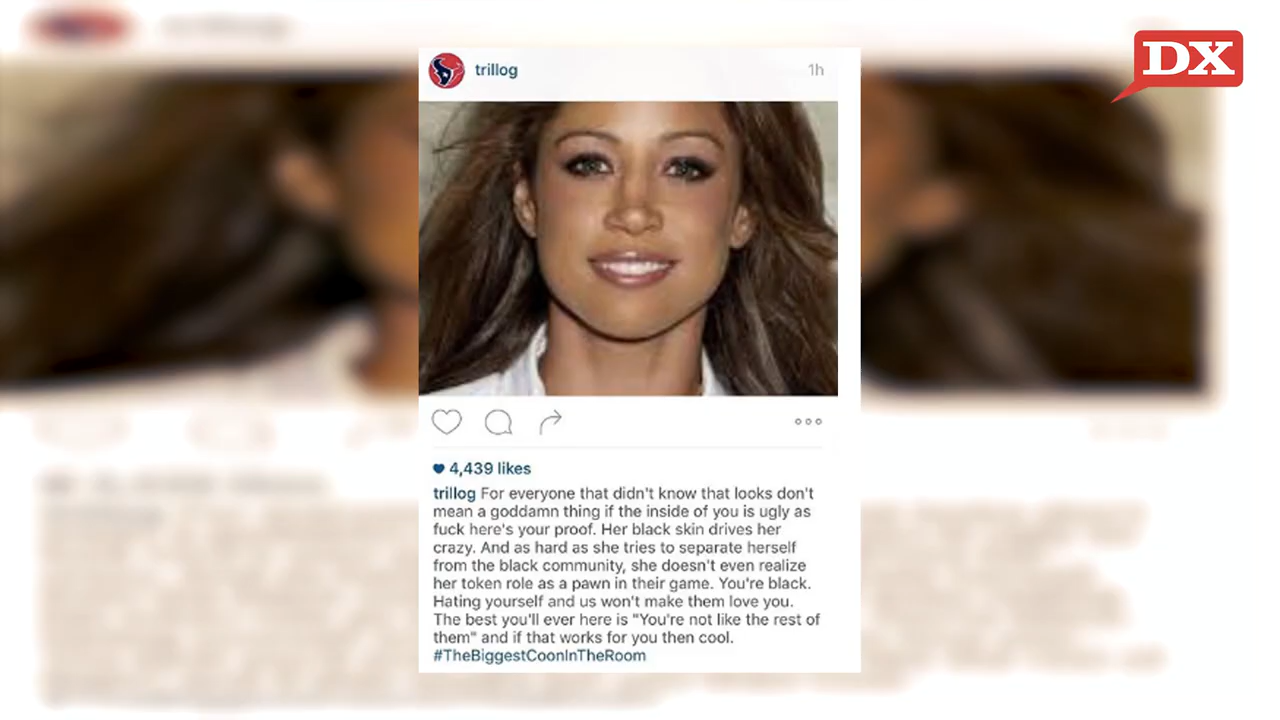 DX
trillog
1h
4,439 likes
trillog For everyone that didn't know that looks don't
mean a goddamn thing if the inside of you is ugly as
fuck here's your proof. Her black skin drives her
crazy. And as hard as she tries to separate herself
from the black community, she doesn't even realize
her token role as a pawn in their game. You're black.
Hating yourself and us won't make them love you.
The best you'll ever here is "You're not like the rest of
them" and if that works for you then cool.
#TheBiggestCoonInTheRoom